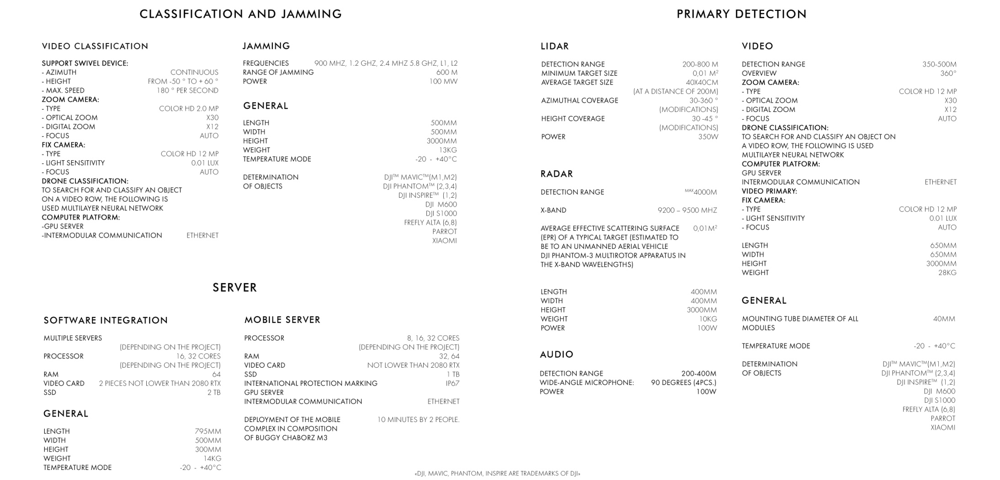 CLASSIFICATION AND JAMMING
VIDEO CLASSIFICATION
SUPPORT SWIVEL DEVICE:
- AZIMUTH CONTINUOUS
- HEIGHT FROM -50 ° TO + 60 °
- MAX. SPEED 180 ° PER SECOND
ZOOM CAMERA:
- TYPE COLOR HD 2.0 MP
- OPTICAL ZOOM X30
- DIGITAL ZOOM X12
- FOCUS AUTO
FIX CAMERA:
- TYPE COLOR HD 12 MP
- LIGHT SENSITIVITY 0.01 LUX
- FOCUS AUTO
DRONE CLASSIFICATION:
TO SEARCH FOR AND CLASSIFY AN OBJECT
ON A VIDEO ROW, THE FOLLOWING IS
USED MULTILAYER NEURAL NETWORK
COMPUTER PLATFORM:
-GPU SERVER
-INTERMODULAR COMMUNICATION ETHERNET
JAMMING
FREQUENCIES 900 MHZ, 1.2 GHZ, 2.4 MHZ 5.8 GHZ, L1, L2
RANGE OF JAMMING 600 M
POWER 100 MW
GENERAL
LENGTH 500MM
WIDTH 500MM
HEIGHT 3000MM
WEIGHT 13KG
TEMPERATURE MODE -20 - +40°C
DETERMINATION DJI™ MAVIC™(M1,M2)
OF OBJECTS DJI PHANTOM™ (2,3,4)
DJI INSPIRE™ (1,2)
DJI M600
DJI S1000
FREFLY ALTA (6,8)
PARROT
XIAOMI
SERVER
SOFTWARE INTEGRATION
MULTIPLE SERVERS
(DEPENDING ON THE PROJECT)
PROCESSOR 16, 32 CORES
(DEPENDING ON THE PROJECT)
RAM 64
VIDEO CARD 2 PIECES NOT LOWER THAN 2080 RTX
SSD 2 TB
GENERAL
LENGTH 795MM
WIDTH 500MM
HEIGHT 300MM
WEIGHT 14KG
TEMPERATURE MODE -20 - +40°C
MOBILE SERVER
PROCESSOR 8, 16, 32 CORES
(DEPENDING ON THE PROJECT)
RAM 32, 64
VIDEO CARD NOT LOWER THAN 2080 RTX
SSD 1 TB
INTERNATIONAL PROTECTION MARKING IP67
GPU SERVER
INTERMODULAR COMMUNICATION ETHERNET
DEPLOYMENT OF THE MOBILE 10 MINUTES BY 2 PEOPLE.
COMPLEX IN COMPOSITION
OF BUGGY CHABORZ M3
PRIMARY DETECTION
LIDAR
DETECTION RANGE 200-800 M
MINIMUM TARGET SIZE 0,01 M²
AVERAGE TARGET SIZE 40X40CM
(AT A DISTANCE OF 200M)
AZIMUTHAL COVERAGE 30-360 °
(MODIFICATIONS)
HEIGHT COVERAGE 30 -45 °
(MODIFICATIONS)
POWER 350W
RADAR
DETECTION RANGE MAX4000M
X-BAND 9200 – 9500 MHZ
AVERAGE EFFECTIVE SCATTERING SURFACE 0,01M²
(EPR) OF A TYPICAL TARGET (ESTIMATED TO
BE TO AN UNMANNED AERIAL VEHICLE
DJI PHANTOM-3 MULTIROTOR APPARATUS IN
THE X-BAND WAVELENGTHS)
LENGTH 400MM
WIDTH 400MM
HEIGHT 3000MM
WEIGHT 10KG
POWER 100W
AUDIO
DETECTION RANGE 200-400M
WIDE-ANGLE MICROPHONE: 90 DEGREES (4PCS.)
POWER 100W
VIDEO
DETECTION RANGE 350-500M
OVERVIEW 360°
ZOOM CAMERA:
- TYPE COLOR HD 12 MP
- OPTICAL ZOOM X30
- DIGITAL ZOOM X12
- FOCUS AUTO
DRONE CLASSIFICATION:
TO SEARCH FOR AND CLASSIFY AN OBJECT ON
A VIDEO ROW, THE FOLLOWING IS USED
MULTILAYER NEURAL NETWORK
COMPUTER PLATFORM:
GPU SERVER
INTERMODULAR COMMUNICATION ETHERNET
VIDEO PRIMARY:
FIX CAMERA:
- TYPE COLOR HD 12 MP
- LIGHT SENSITIVITY 0.01 LUX
- FOCUS AUTO
LENGTH 650MM
WIDTH 650MM
HEIGHT 3000MM
WEIGHT 28KG
GENERAL
MOUNTING TUBE DIAMETER OF ALL 40MM
MODULES
TEMPERATURE MODE -20 - +40°C
DETERMINATION DJI™ MAVIC™(M1,M2)
OF OBJECTS DJI PHANTOM™ (2,3,4)
DJI INSPIRE™ (1,2)
DJI M600
DJI S1000
FREFLY ALTA (6,8)
PARROT
XIAOMI
«DJI, MAVIC, PHANTOM, INSPIRE ARE TRADEMARKS OF DJI»